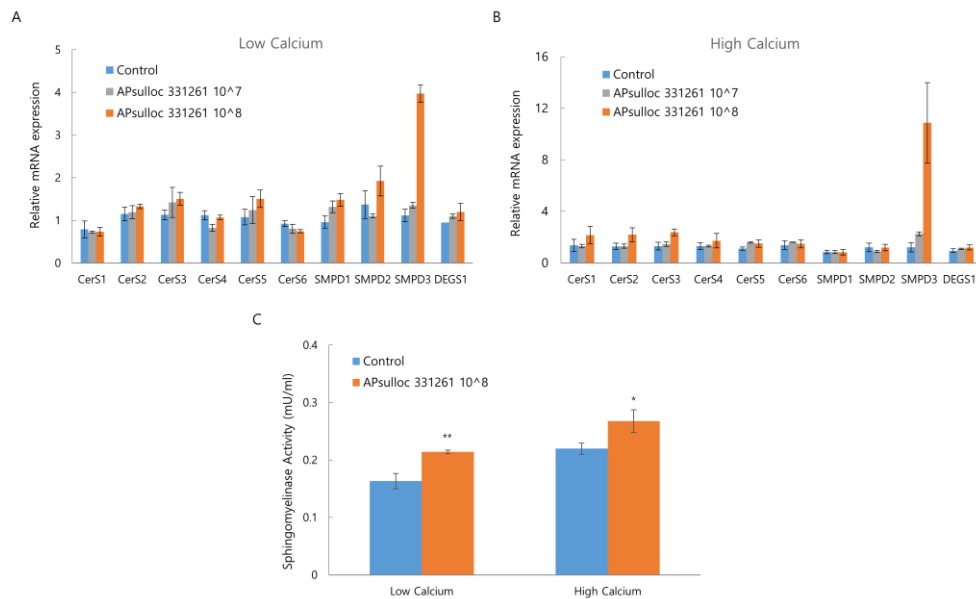 A
Low Calcium
Relative mRNA expression
5
4
3
2
1
0
Control
APsulloc 331261 10^7
APsulloc 331261 10^8
CerS1 CerS2 CerS3 CerS4 CerS5 CerS6 SMPD1 SMPD2 SMPD3 DEGS1
B
High Calcium
Relative mRNA expression
16
12
8
4
0
Control
APsulloc 331261 10^7
APsulloc 331261 10^8
CerS1 CerS2 CerS3 CerS4 CerS5 CerS6 SMPD1 SMPD2 SMPD3 DEGS1
C
Sphingomyelinase Activity (mU/ml)
0.4
0.3
0.2
0.1
0
Control
APsulloc 331261 10^8
**
*
Low Calcium High Calcium